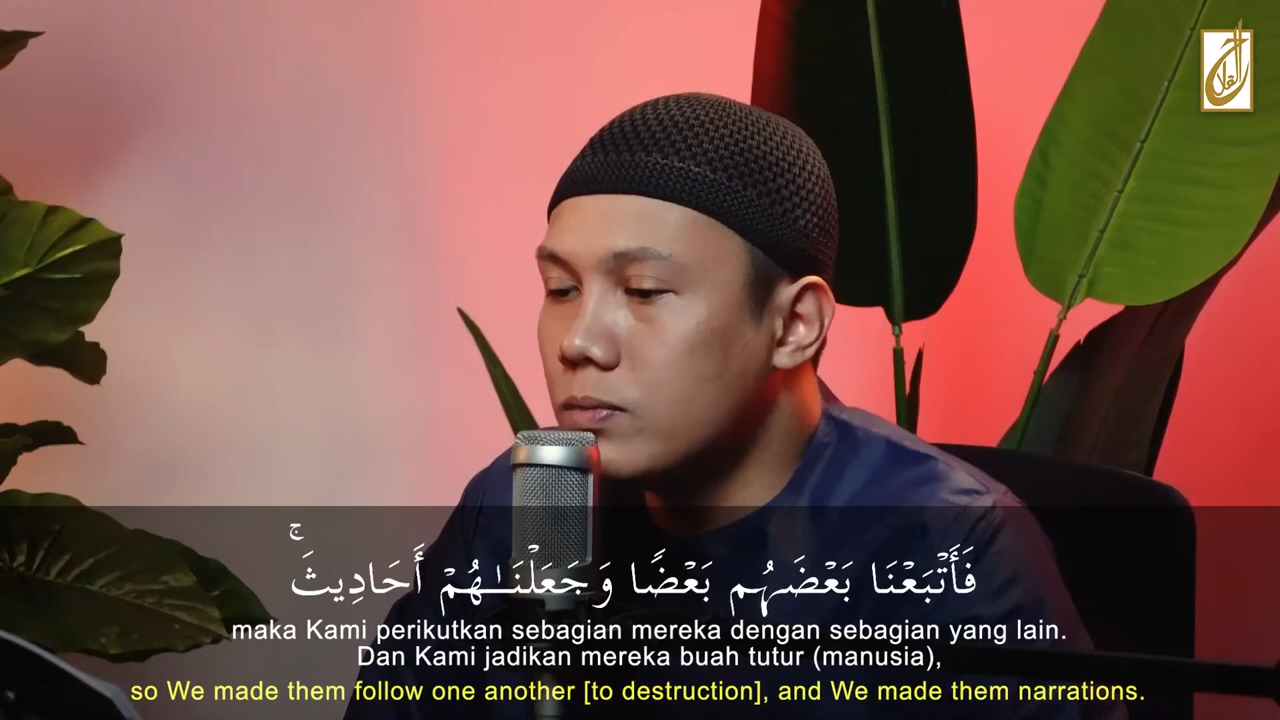 فَأَتْبَعْنَا بَعْضَهُم بَعْضًا وَجَعَلْنَـٰهُمْ أَحَادِيثَ ۚ
maka Kami perikutkan sebagian mereka dengan sebagian yang lain.
Dan Kami jadikan mereka buah tutur (manusia),
so We made them follow one another [to destruction], and We made them narrations.